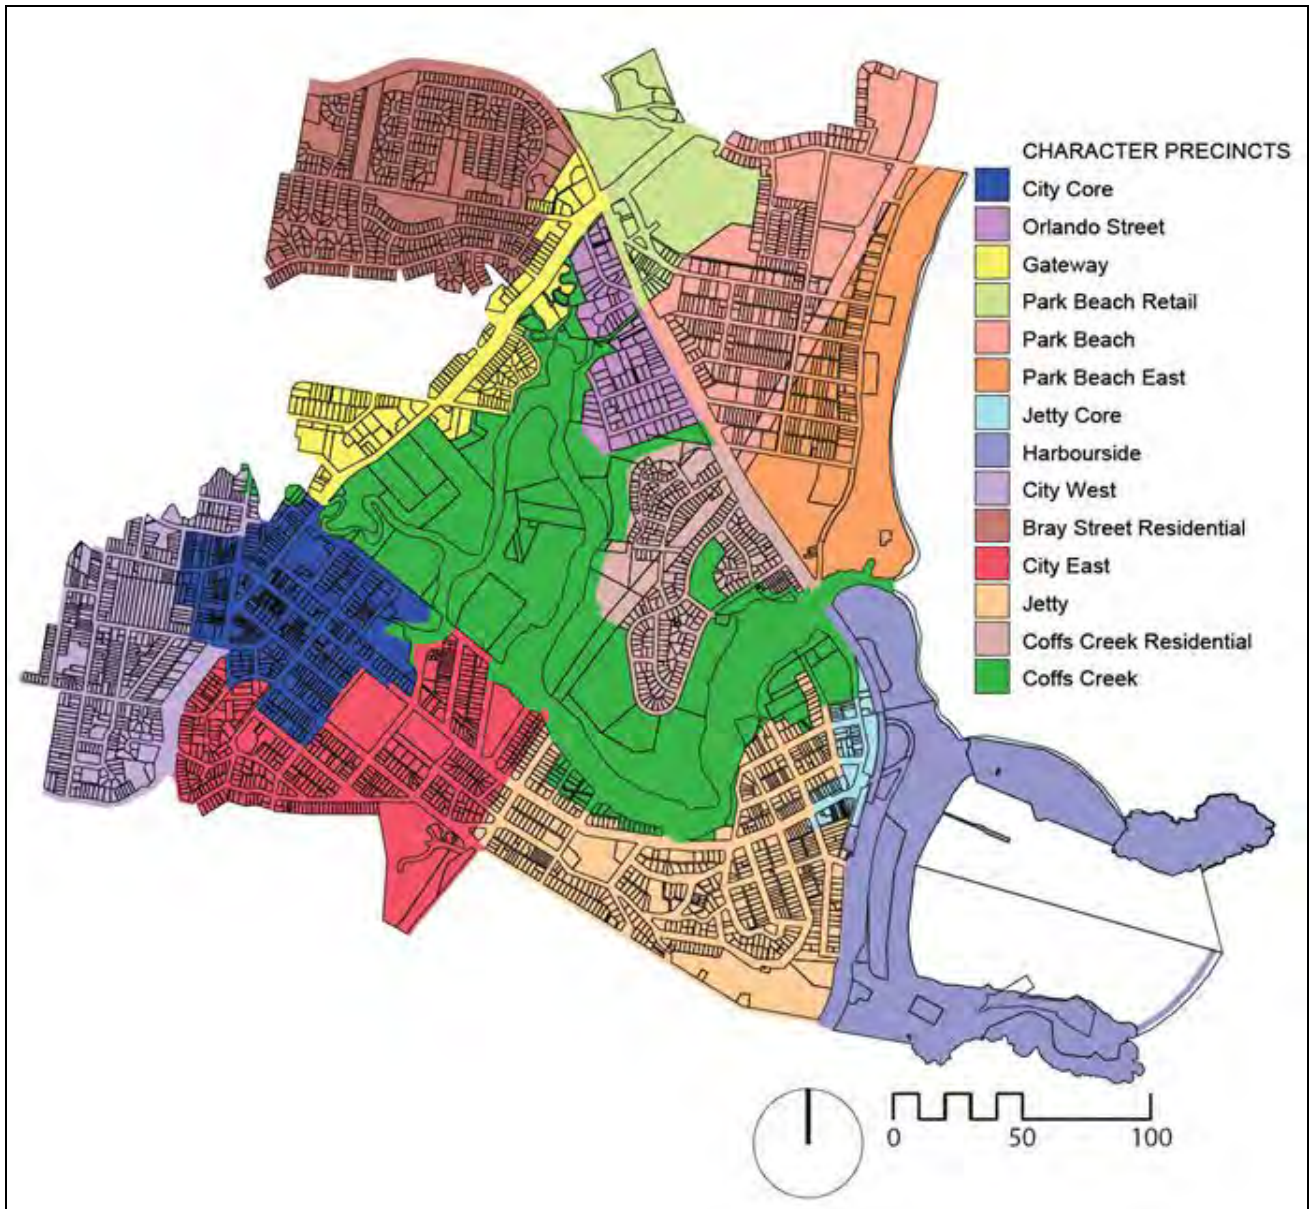 CHARACTER PRECINCTS
City Core
Orlando Street
Gateway
Park Beach Retail
Park Beach
Park Beach East
Jetty Core
Harbourside
City West
Bray Street Residential
City East
Jetty
Coffs Creek Residential
Coffs Creek
0 50 100